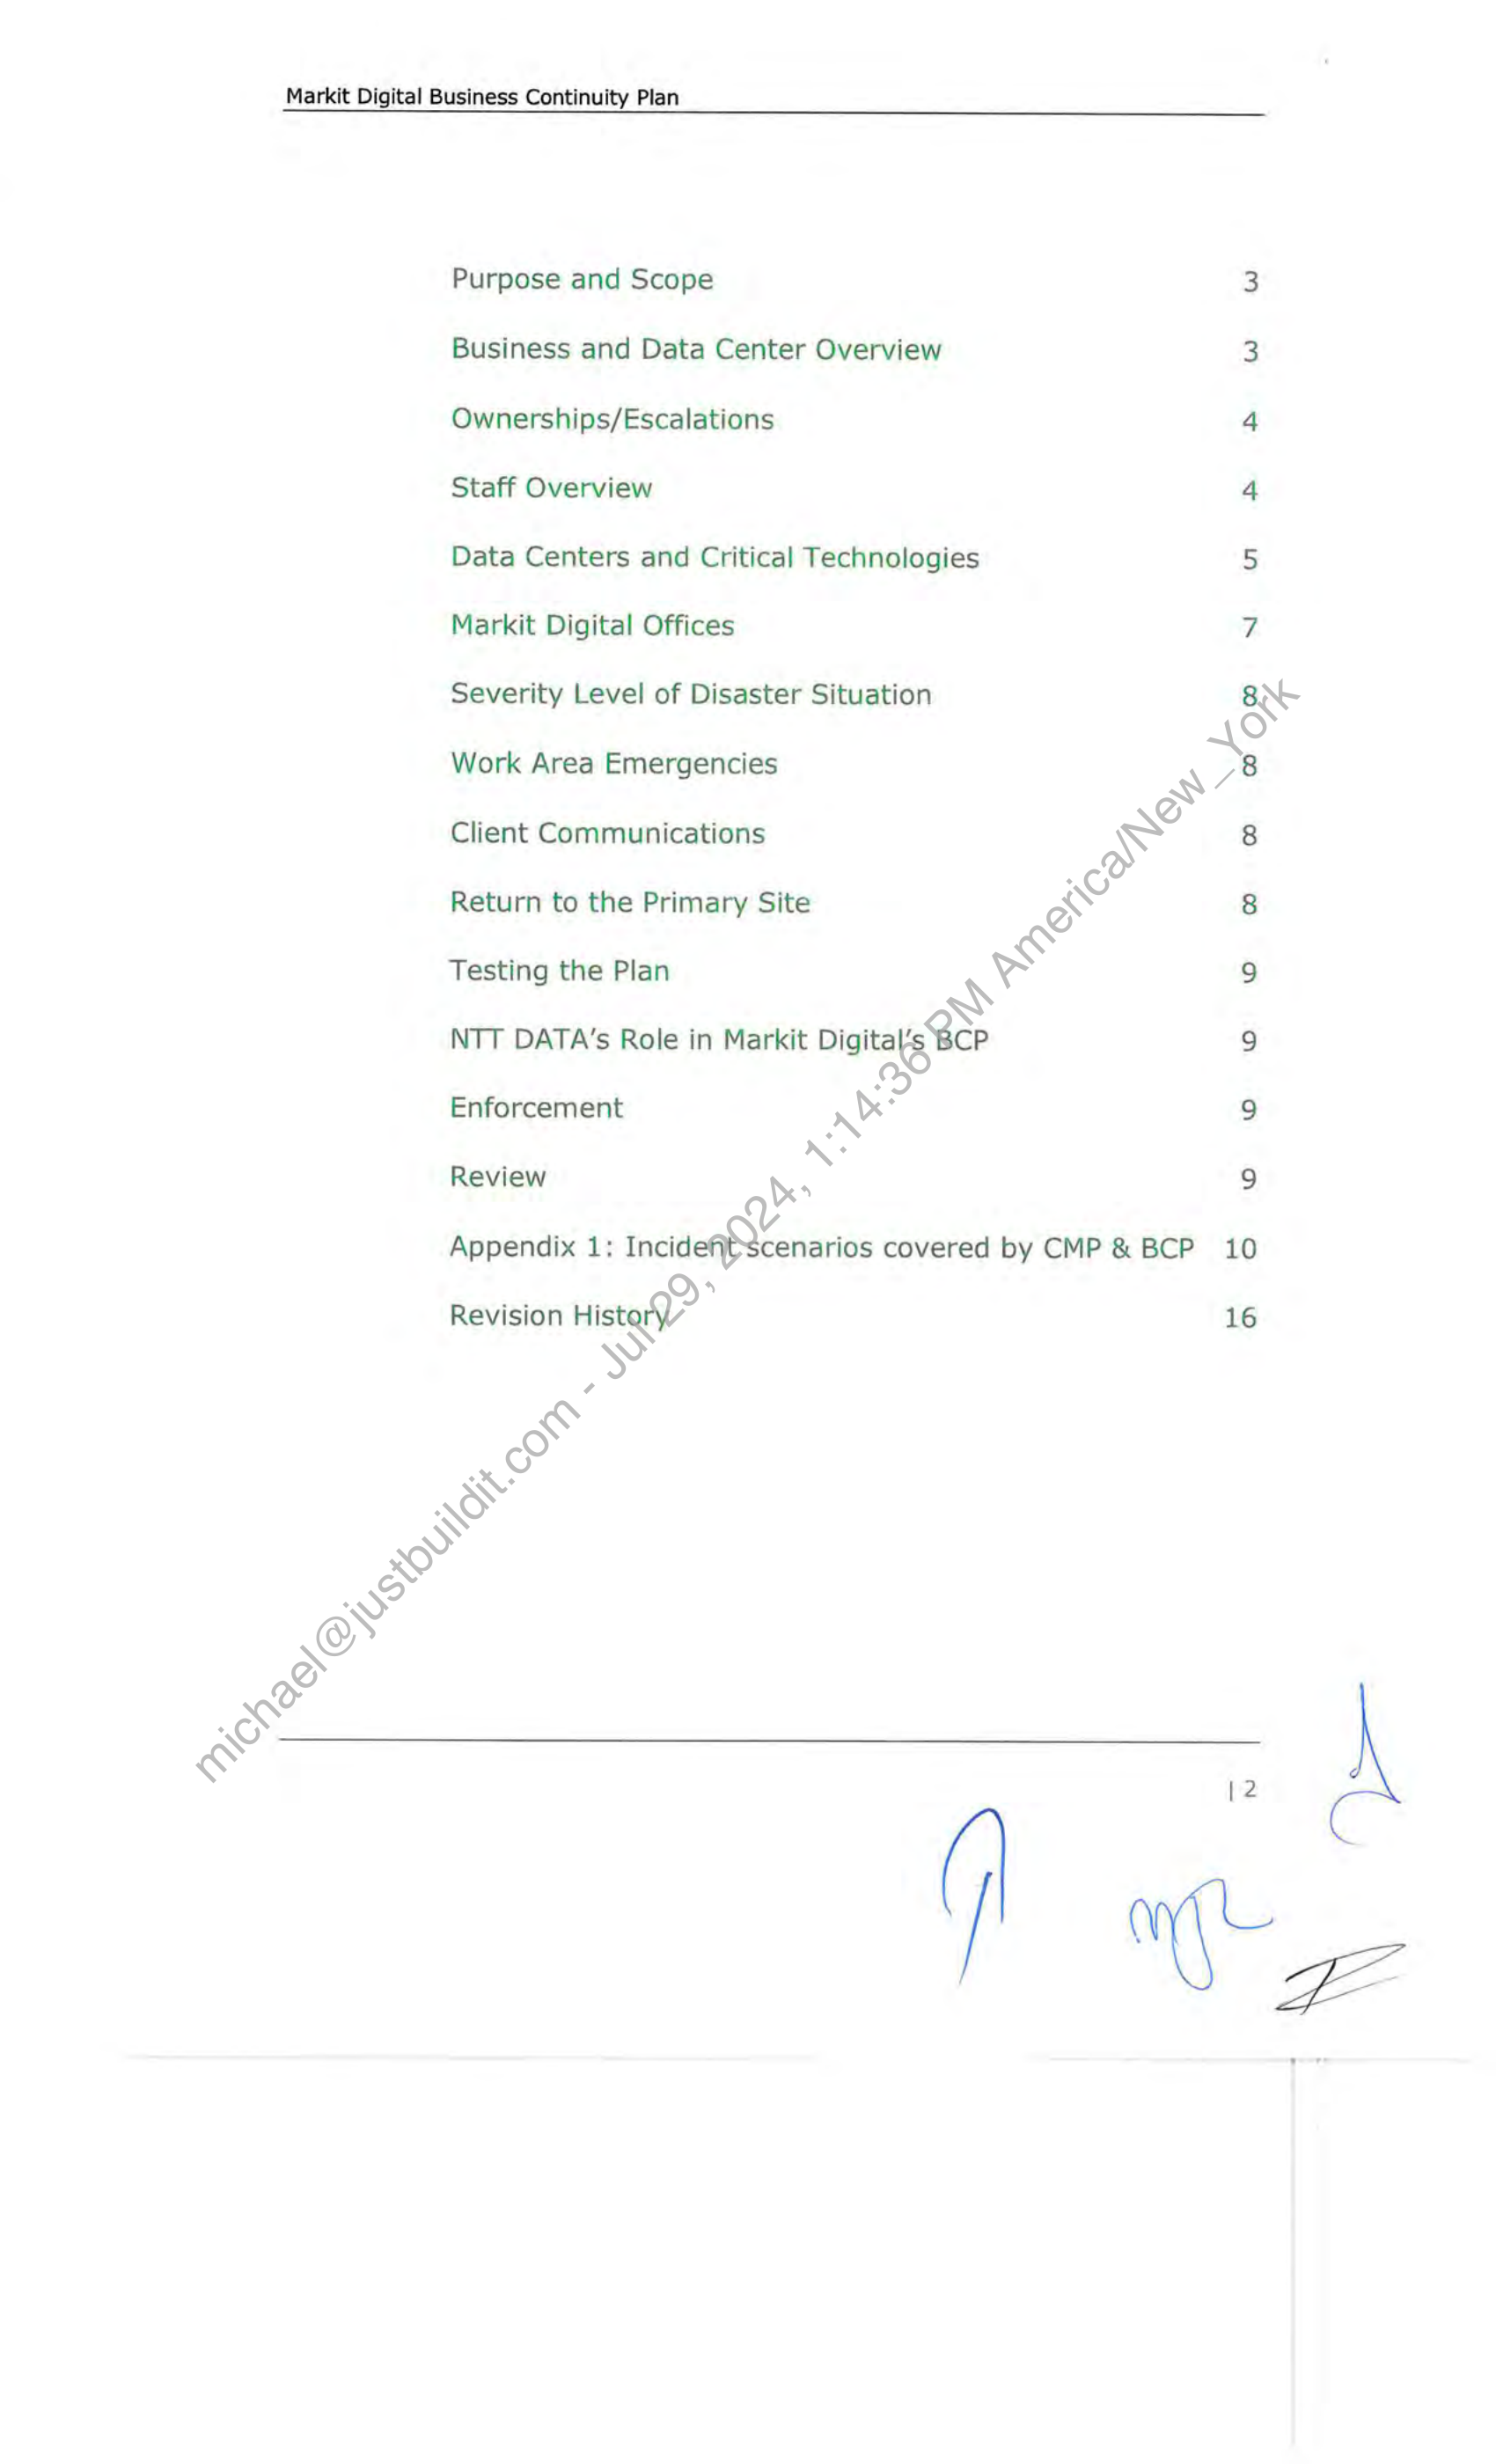 Markit Digital Business Continuity Plan
Purpose and Scope 3
Business and Data Center Overview 3
Ownerships/Escalations 4
Staff Overview 4
Data Centers and Critical Technologies 5
Markit Digital Offices 7
Severity Level of Disaster Situation 8
Work Area Emergencies 8
Client Communications 8
Return to the Primary Site 8
Testing the Plan 9
NTT DATA's Role in Markit Digital's BCP 9
Enforcement 9
Review 9
Appendix 1: Incident scenarios covered by CMP & BCP 10
Revision History 16
michael@justbuildit.com - Jul 29, 2024, 1:14:36 PM America/New_York
| 2